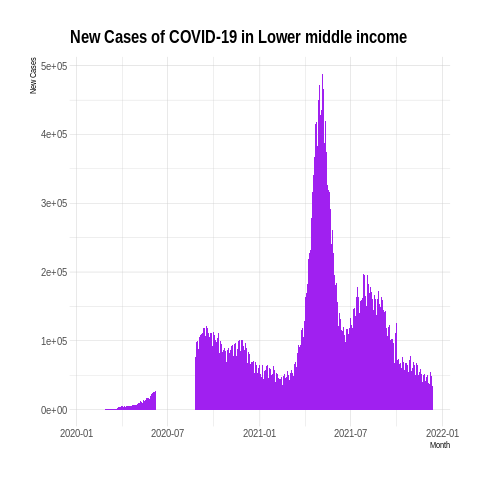 New Cases of COVID-19 in Lower middle income
New Cases
5e+05
4e+05
3e+05
2e+05
1e+05
0e+00
2020-01 2020-07 2021-01 2021-07 2022-01
Month